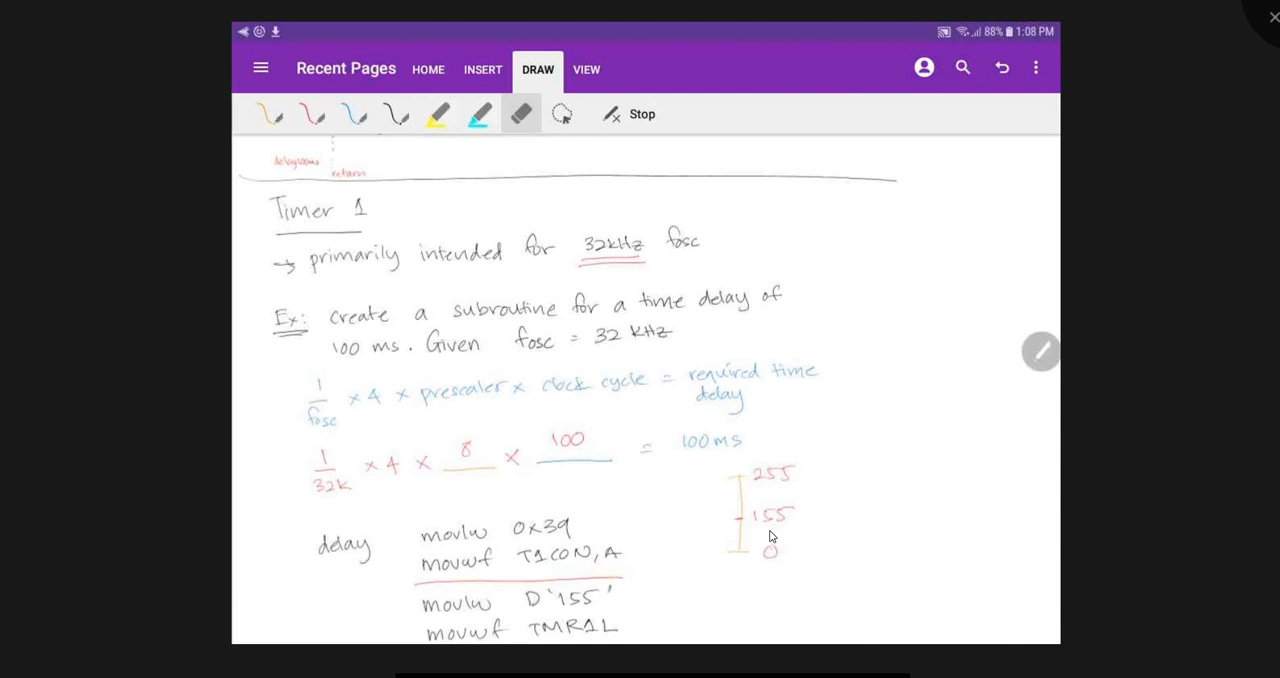 88% 1:08 PM
Recent Pages HOME INSERT DRAW VIEW
Stop
return
Timer 1
→ primarily intended for 32kHz fosc
Ex: create a subroutine for a time delay of
100 ms. Given fosc = 32 kHz
1/fosc × 4 × prescaler × clock cycle = required time
delay
1/32k × 4 × 8 × 100 = 100ms
255
155
0
delay movlw 0x39
movwf T1CON, A
movlw D'155'
movwf TMR1L